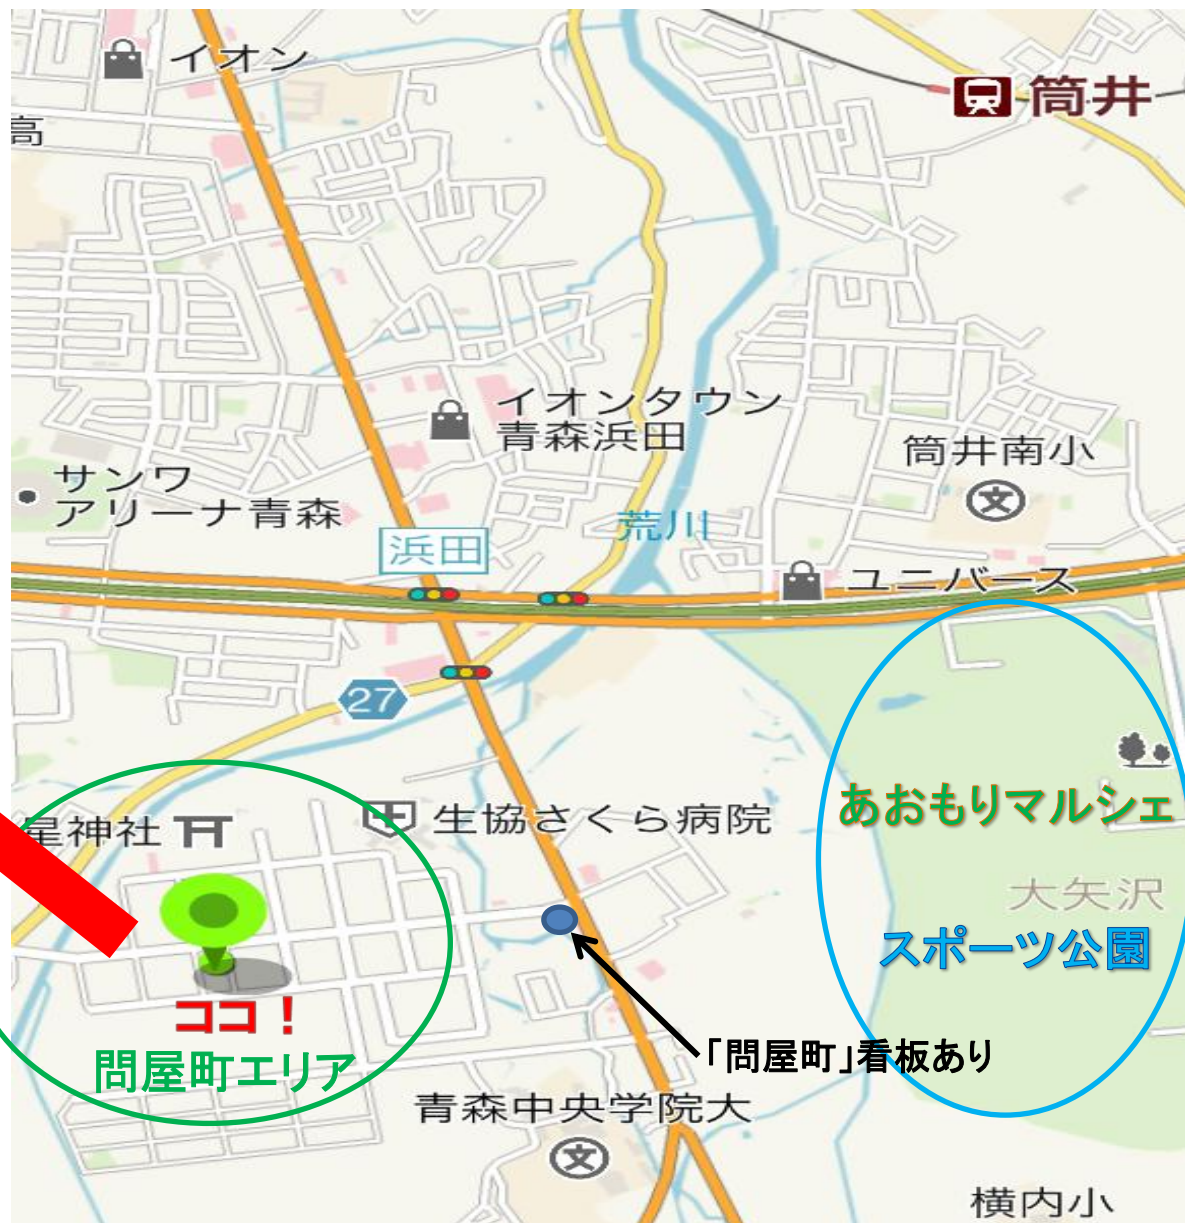 イオン
筒井
高
イオンタウン
青森浜田
筒井南小
サンワ
アリーナ青森
浜田
荒川
ユニバース
27
星神社
生協さくら病院
あおもりマルシェ
大矢沢
スポーツ公園
ココ！
問屋町エリア
「問屋町」看板あり
青森中央学院大
横内小